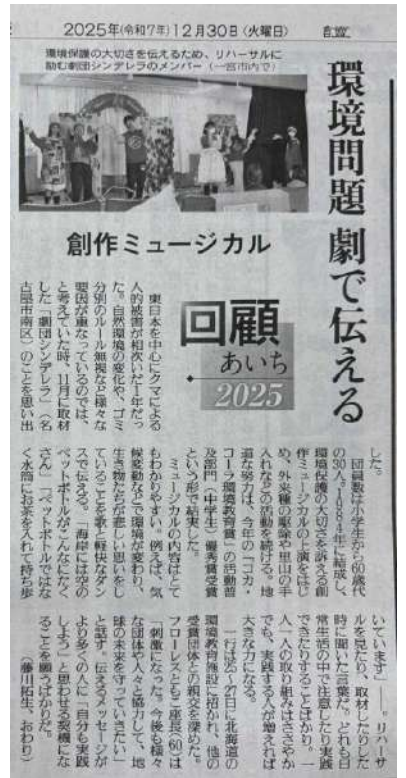 2025年(令和7年)12月30日(火曜日)
環境保護の大切さを伝えるため、リハーサルに
励む劇団シンデレラのメンバー(一宮市内で)
環境問題 劇で伝える
創作ミュージカル
回顧
あいち
2025
東日本を中心にクマによる
人的被害が相次いだ1年だっ
た。自然環境の変化や、ゴミ
分別のルール無視など様々な
要因が重なっているのでは、
と考えていた時、11月に取材
した「劇団シンデレラ」(名
古屋市南区)のことを思い出
した。
団員数は小学生から60歳代
の30人。1984年に結成し、
環境保護の大切さを訴える創
作ミュージカルの上演をはじ
め、外来種の駆除や里山の手
入れなどの活動を続ける。地
道な努力は、今年の「コカ・
コーラ環境教育賞」の活動普
及部門(中学生)優秀賞受賞
という形で結実した。
ミュージカルの内容はとて
もわかりやすい。例えば、気
候変動などで環境が変わり、
生き物たちが悲しい思いをし
ていることを歌と軽快なダン
スで伝える。「海岸には空の
ペットボトルがこんなにたく
さん」「ペットボトルではな
く水筒にお茶を入れて持ち歩
いています」――。リハーサ
ルを見たり、取材したりした
時に聞いた言葉だ。どれも日
常生活の中で注意したり実践
できたりすることばかり。一
人一人の取り組みはささやか
でも、実践する人が増えれば
大きな力になる。
一行は25~27日に北海道の
環境教育施設に招かれ、他の
受賞団体との親交を深めた。
フローレスともこ座長(60)は
「刺激になった。今後も様々
な団体や人々と協力して、地
球の未来を守っていきたい」
と話す。伝えるメッセージが
より多くの人に「自分も実践
しよう」と思わせる契機にな
ることを願うばかりだ。
(藤川拓生、おわり)